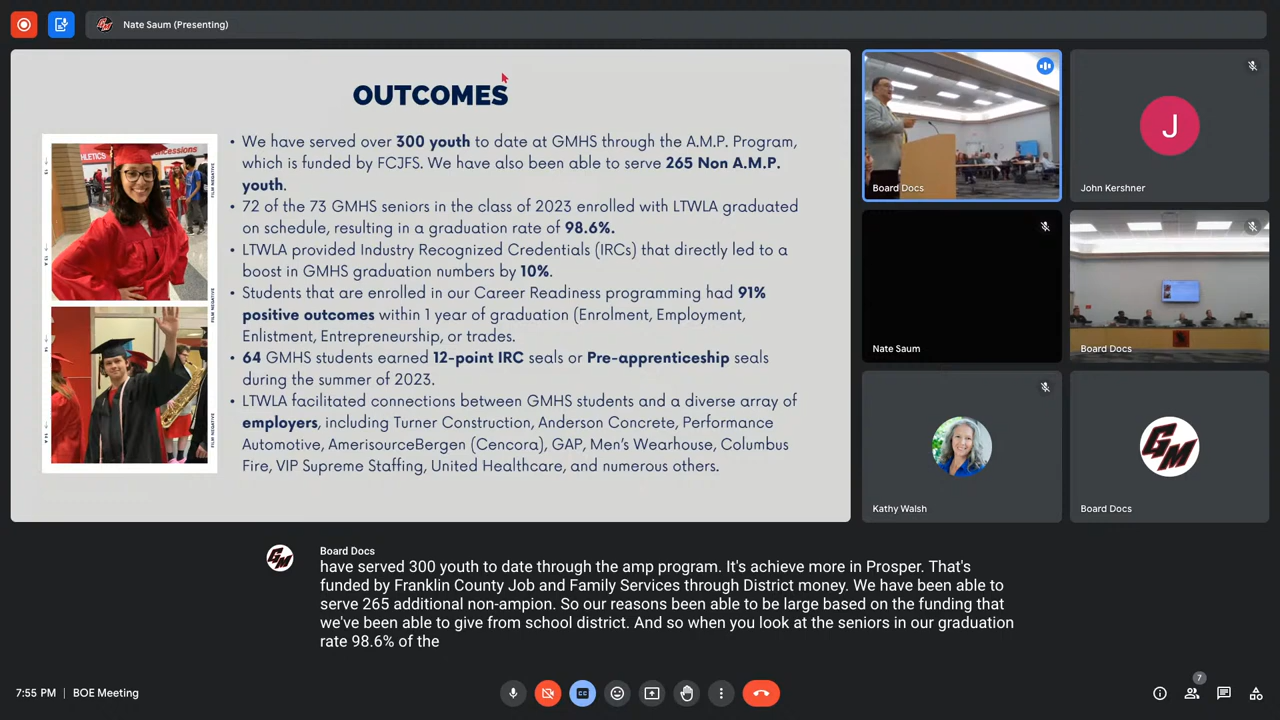 Nate Saum (Presenting)
OUTCOMES
• We have served over 300 youth to date at GMHS through the A.M.P. Program,
which is funded by FCJFS. We have also been able to serve 265 Non A.M.P.
youth.
• 72 of the 73 GMHS seniors in the class of 2023 enrolled with LTWLA graduated
on schedule, resulting in a graduation rate of 98.6%.
• LTWLA provided Industry Recognized Credentials (IRCs) that directly led to a
boost in GMHS graduation numbers by 10%.
• Students that are enrolled in our Career Readiness programming had 91%
positive outcomes within 1 year of graduation (Enrolment, Employment,
Enlistment, Entrepreneurship, or trades.
• 64 GMHS students earned 12-point IRC seals or Pre-apprenticeship seals
during the summer of 2023.
• LTWLA facilitated connections between GMHS students and a diverse array of
employers, including Turner Construction, Anderson Concrete, Performance
Automotive, AmerisourceBergen (Cencora), GAP, Men's Wearhouse, Columbus
Fire, VIP Supreme Staffing, United Healthcare, and numerous others.
FILM NEGATIVE
FILM NEGATIVE
FILM NEGATIVE
Board Docs
J
John Kershner
Nate Saum
Board Docs
Kathy Walsh
GM
Board Docs
GM
Board Docs
have served 300 youth to date through the amp program. It's achieve more in Prosper. That's
funded by Franklin County Job and Family Services through District money. We have been able to
serve 265 additional non-ampion. So our reasons been able to be large based on the funding that
we've been able to give from school district. And so when you look at the seniors in our graduation
rate 98.6% of the
7:55 PM | BOE Meeting
CC
7